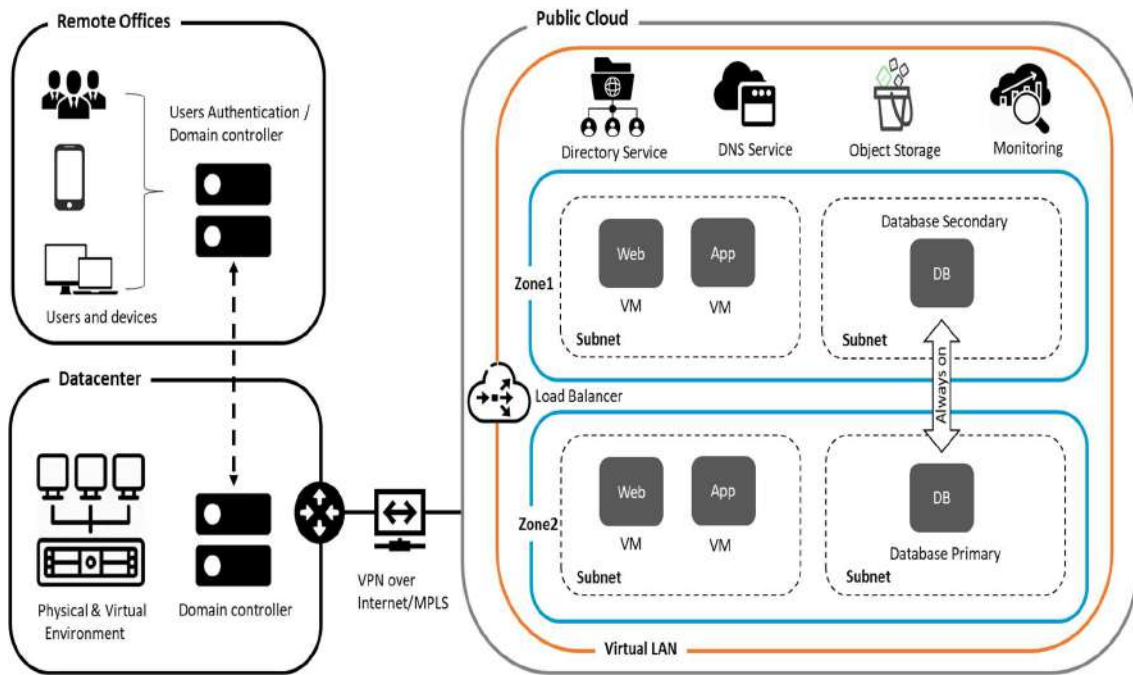 Remote Offices
Users Authentication /
Domain controller
Users and devices
Datacenter
Physical & Virtual
Environment
Domain controller
VPN over
Internet/MPLS
Public Cloud
Directory Service
DNS Service
Object Storage
Monitoring
Zone1
Web
VM
App
VM
Subnet
Database Secondary
DB
Subnet
Always on
Load Balancer
Zone2
Web
VM
App
VM
Subnet
DB
Database Primary
Subnet
Virtual LAN